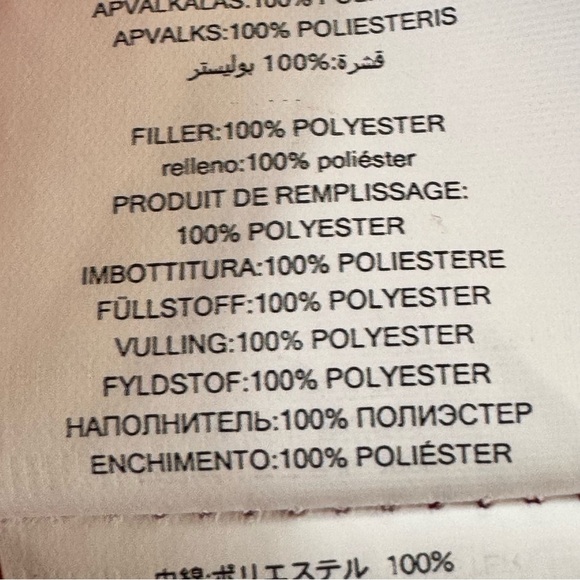 APVALKALAS:100%
APVALKS:100% POLIESTERIS
قشرة:100% بوليستر
FILLER:100% POLYESTER
relleno:100% poliéster
PRODUIT DE REMPLISSAGE:
100% POLYESTER
IMBOTTITURA:100% POLIESTERE
FÜLLSTOFF:100% POLYESTER
VULLING:100% POLYESTER
FYLDSTOF:100% POLYESTER
НАПОЛНИТЕЛЬ:100% ПОЛИЭСТЕР
ENCHIMENTO:100% POLIÉSTER
中綿:ポリエステル 100%